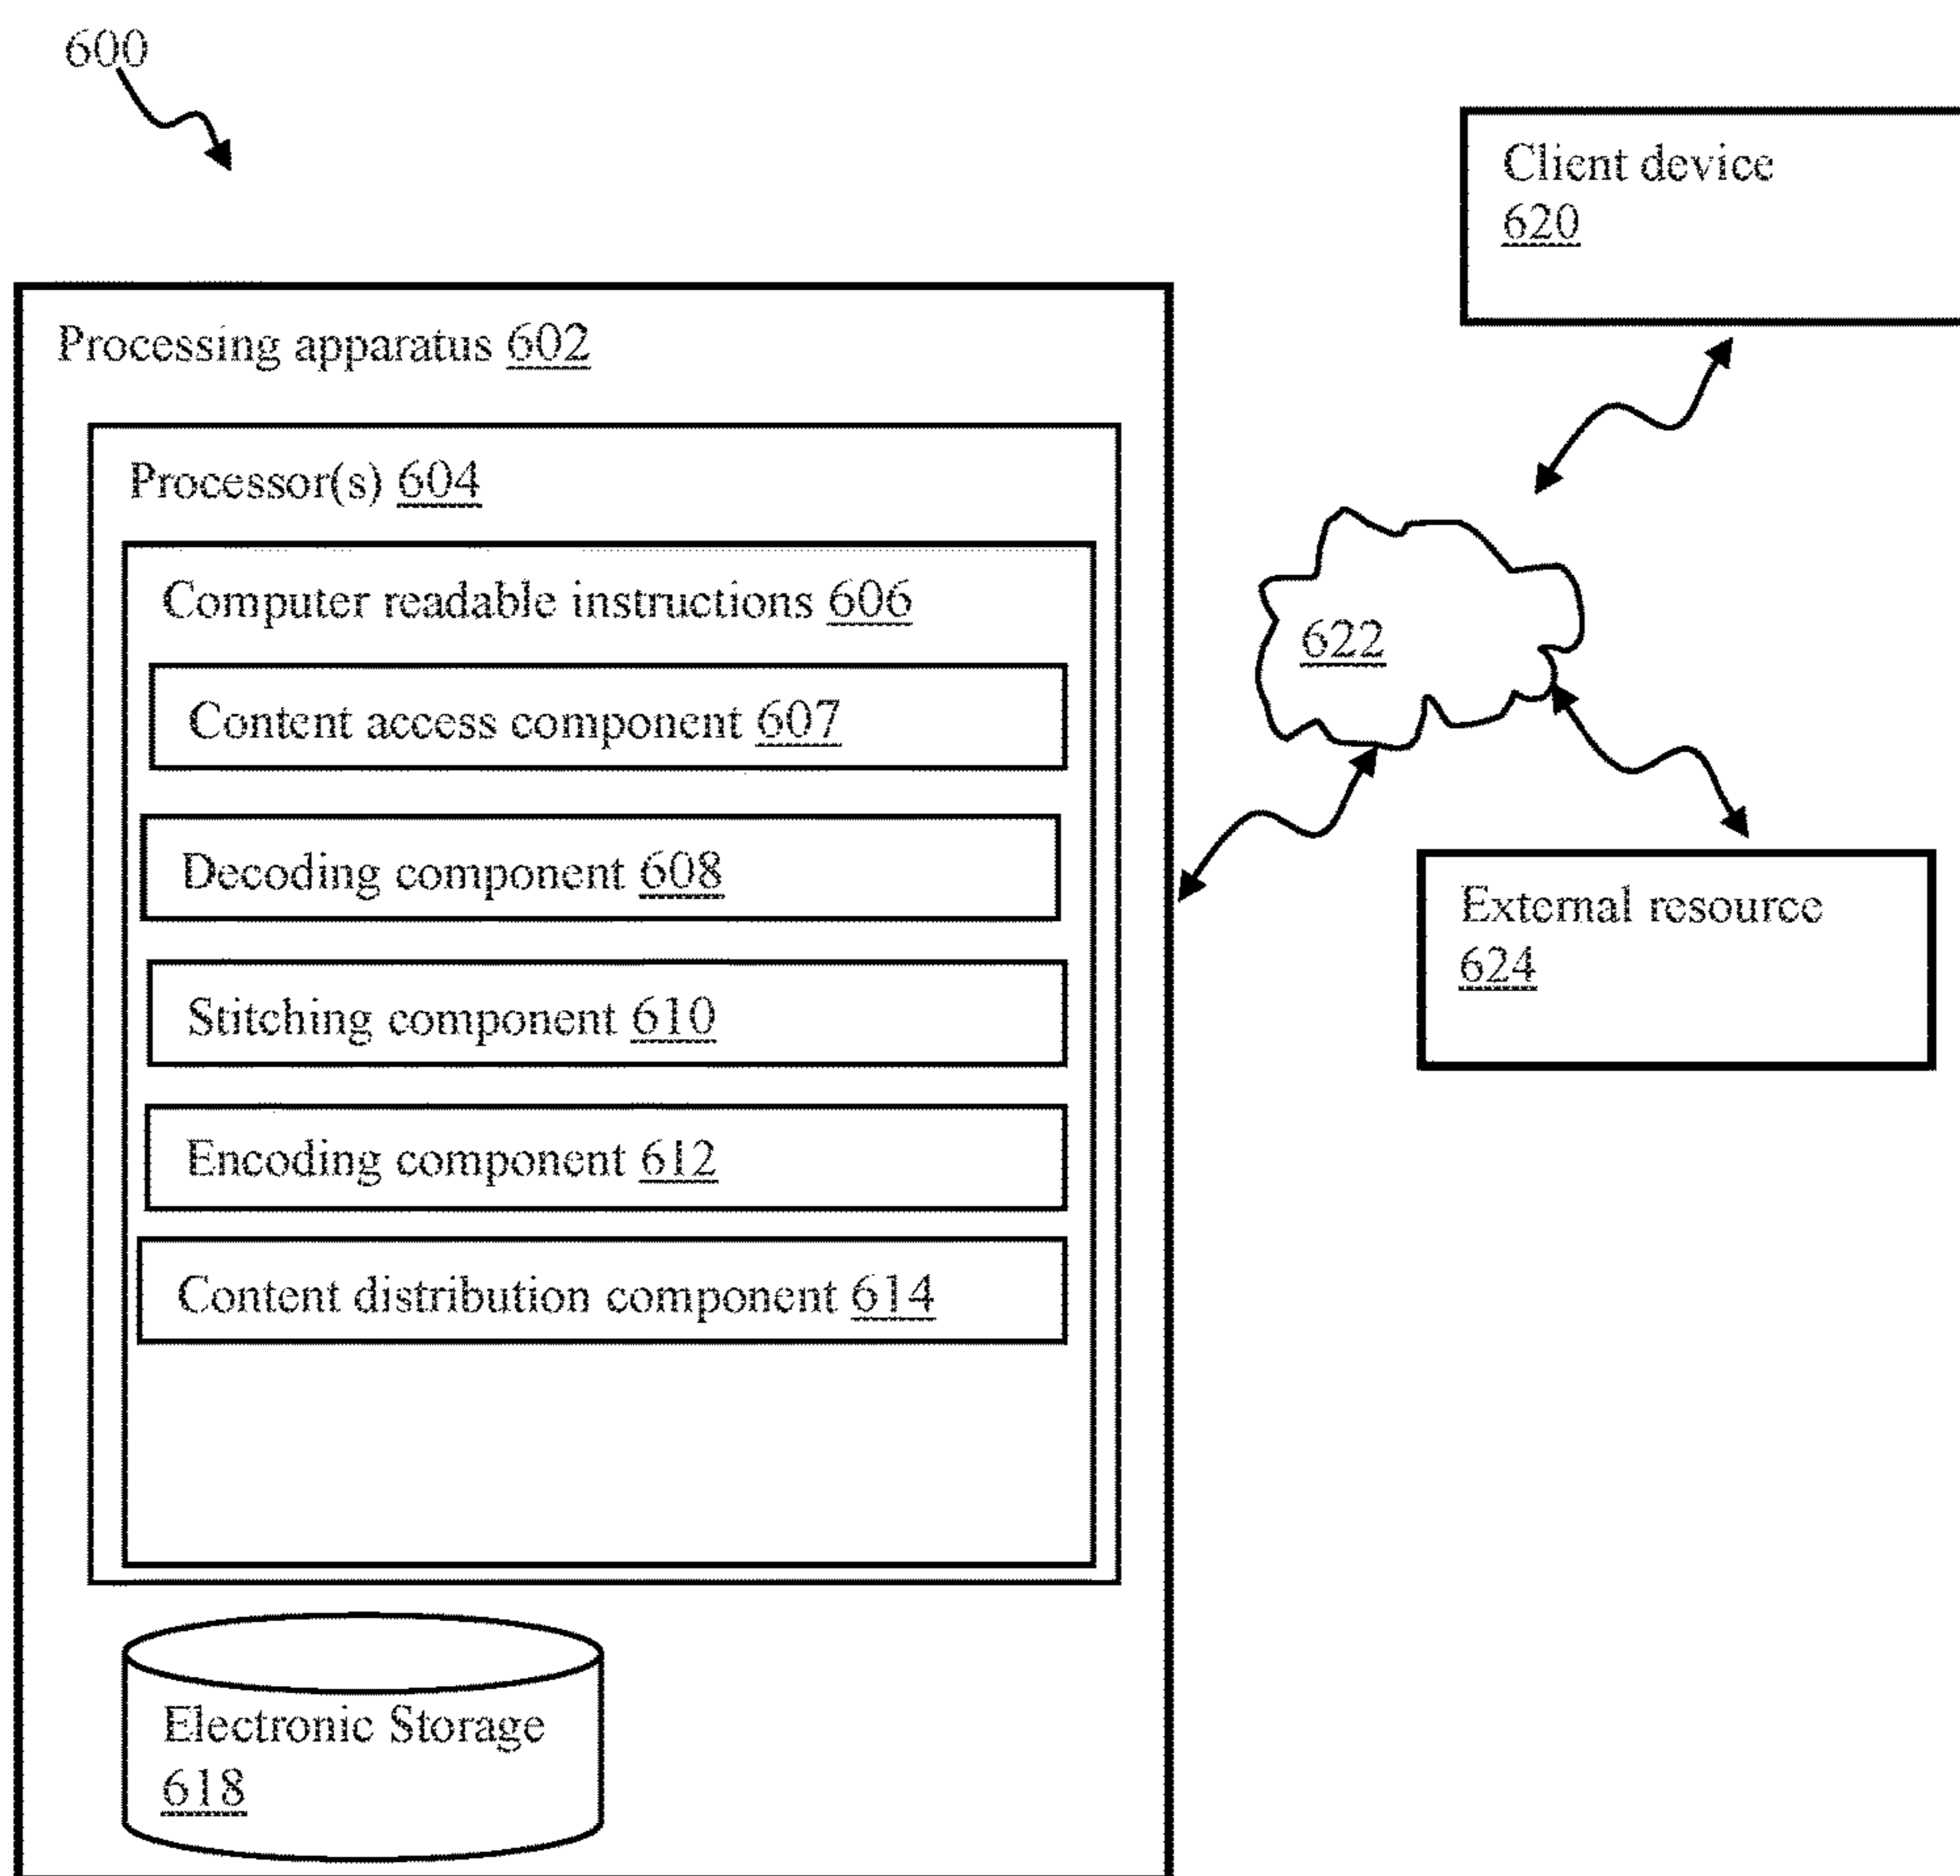 600
Client device
620
Processing apparatus 602
Processor(s) 604
Computer readable instructions 606
622
Content access component 607
Decoding component 608
External resource
624
Stitching component 610
Encoding component 612
Content distribution component 614
Electronic Storage
618